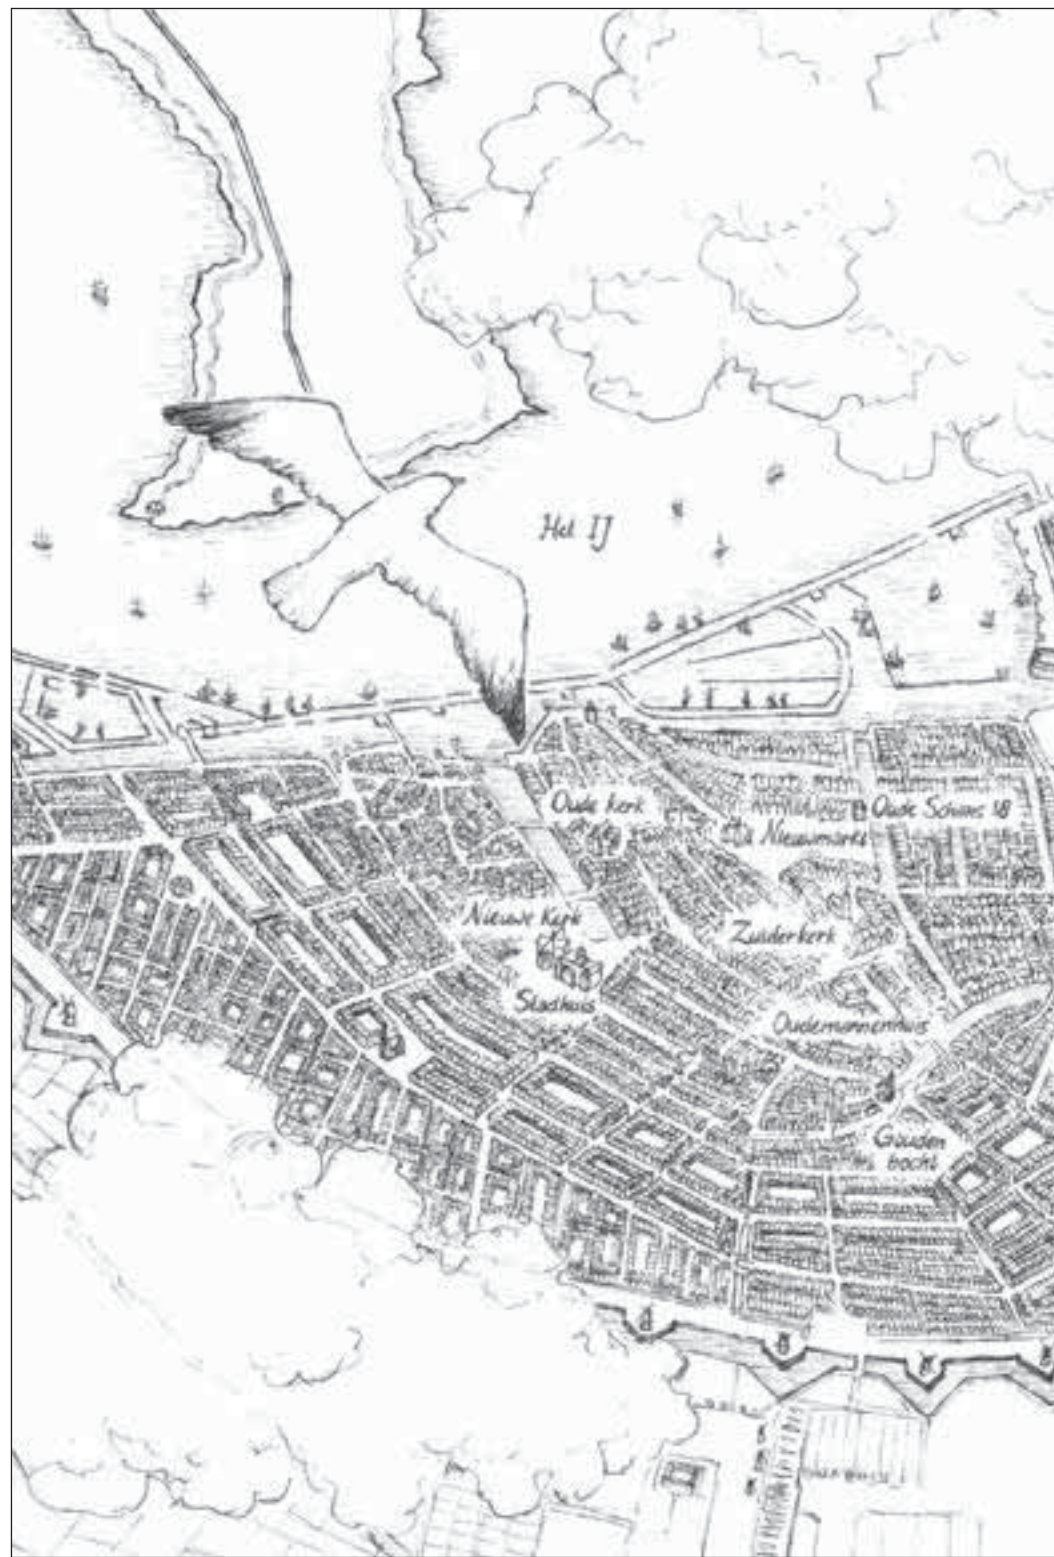 Het IJ
Oude Kerk
Oude Schans 18
Nieuwmarkt
Nieuwe Kerk
Zuiderkerk
Stadhuis
Oudemannenhuis
Gouden
bocht